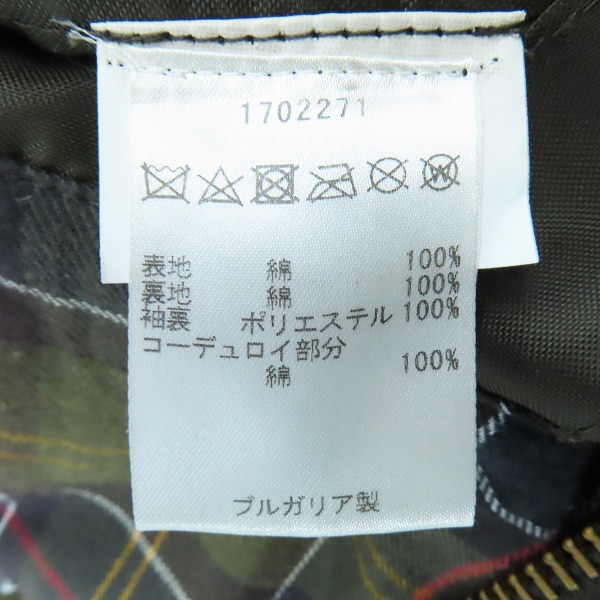 1702271
表地 綿 100%
裏地 綿 100%
袖裏 ポリエステル 100%
コーデュロイ部分
綿 100%
ブルガリア製